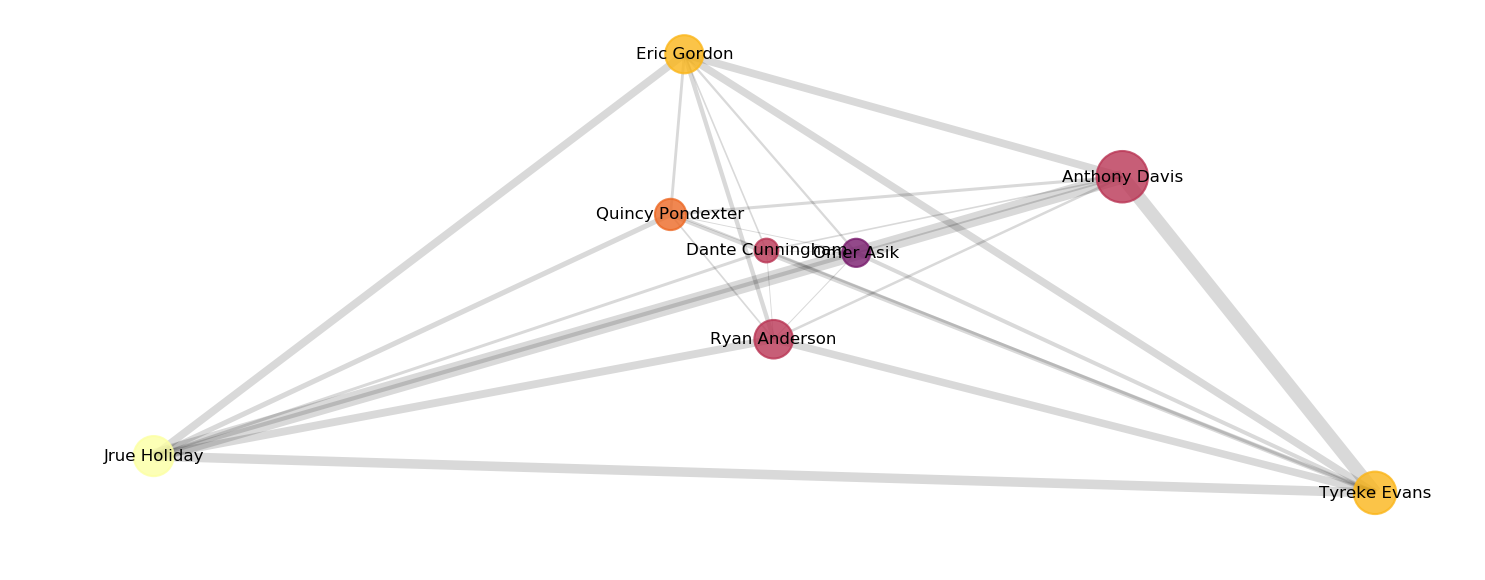 Eric Gordon
Anthony Davis
Quincy Pondexter
Dante Cunningham
Omer Asik
Ryan Anderson
Jrue Holiday
Tyreke Evans